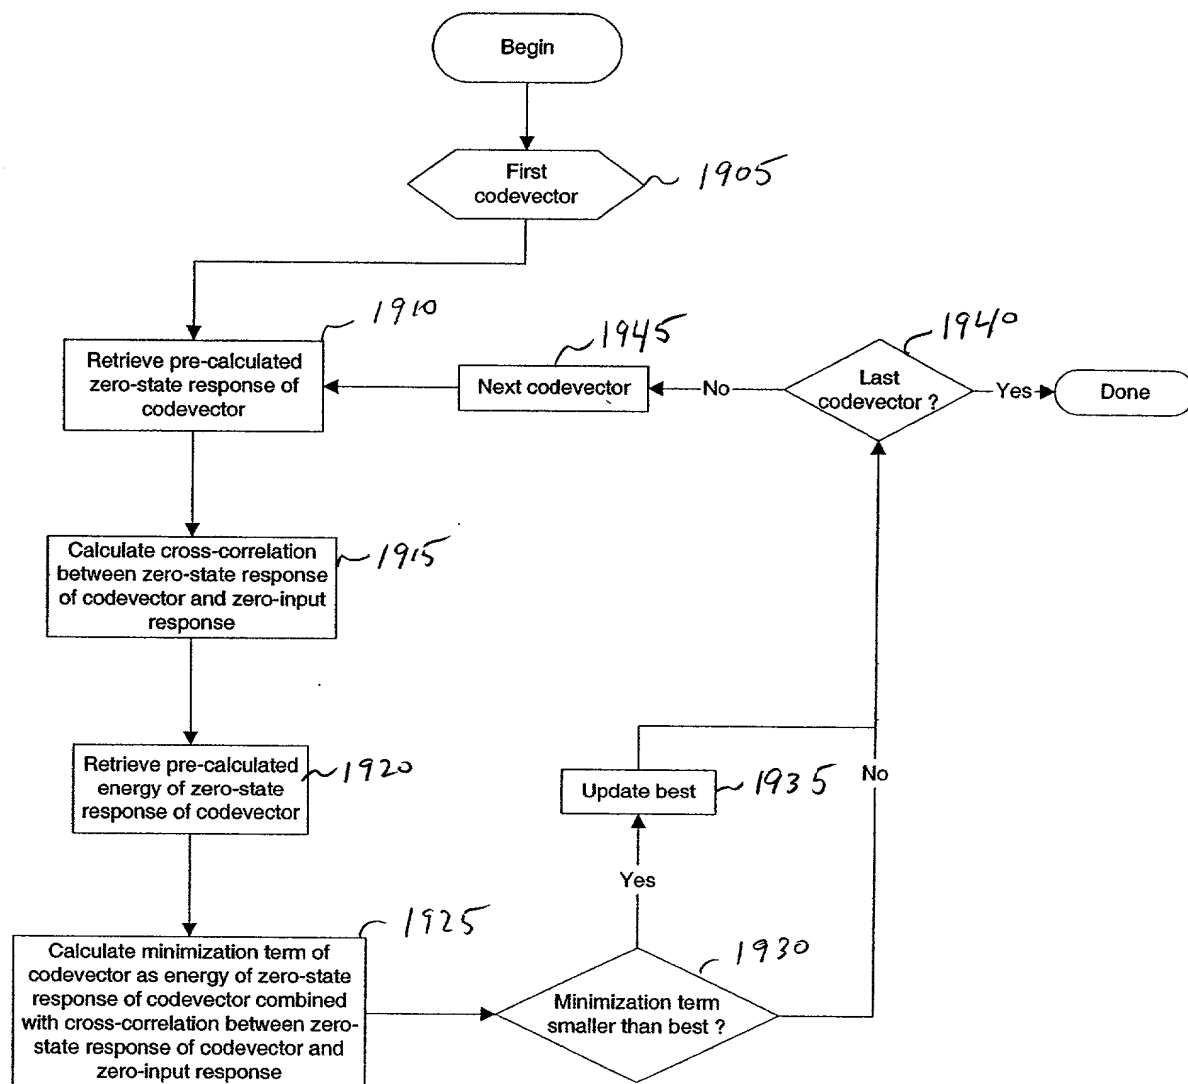 Begin
First
codevector
1905
1910
Retrieve pre-calculated
zero-state response of
codevector
1945
Next codevector
No
1940
Last
codevector ?
Yes
Done
Calculate cross-correlation
between zero-state response
of codevector and zero-input
response
1915
Retrieve pre-calculated
energy of zero-state
response of codevector
1920
Update best
1935
No
Yes
1925
Calculate minimization term of
codevector as energy of zero-state
response of codevector combined
with cross-correlation between zero-
state response of codevector and
zero-input response
1930
Minimization term
smaller than best ?